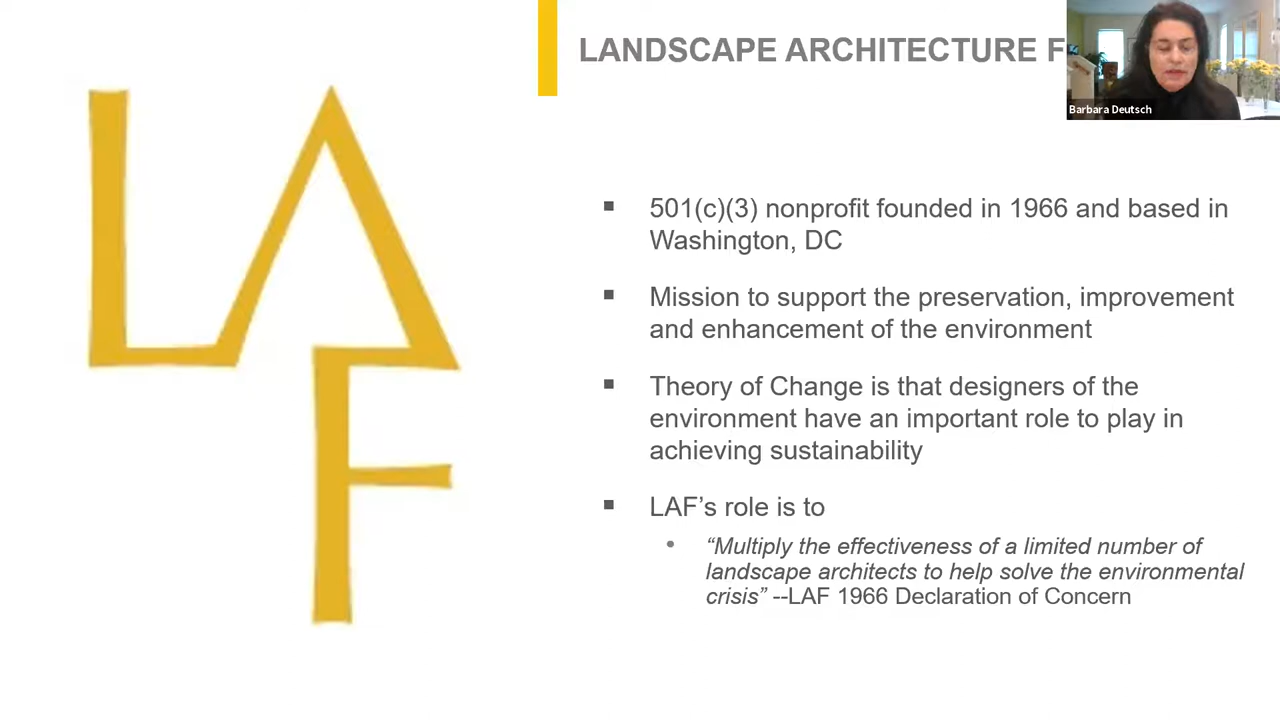 LANDSCAPE ARCHITECTURE F
Barbara Deutsch
LAF
501(c)(3) nonprofit founded in 1966 and based in
Washington, DC
Mission to support the preservation, improvement
and enhancement of the environment
Theory of Change is that designers of the
environment have an important role to play in
achieving sustainability
LAF’s role is to
“Multiply the effectiveness of a limited number of
landscape architects to help solve the environmental
crisis” --LAF 1966 Declaration of Concern